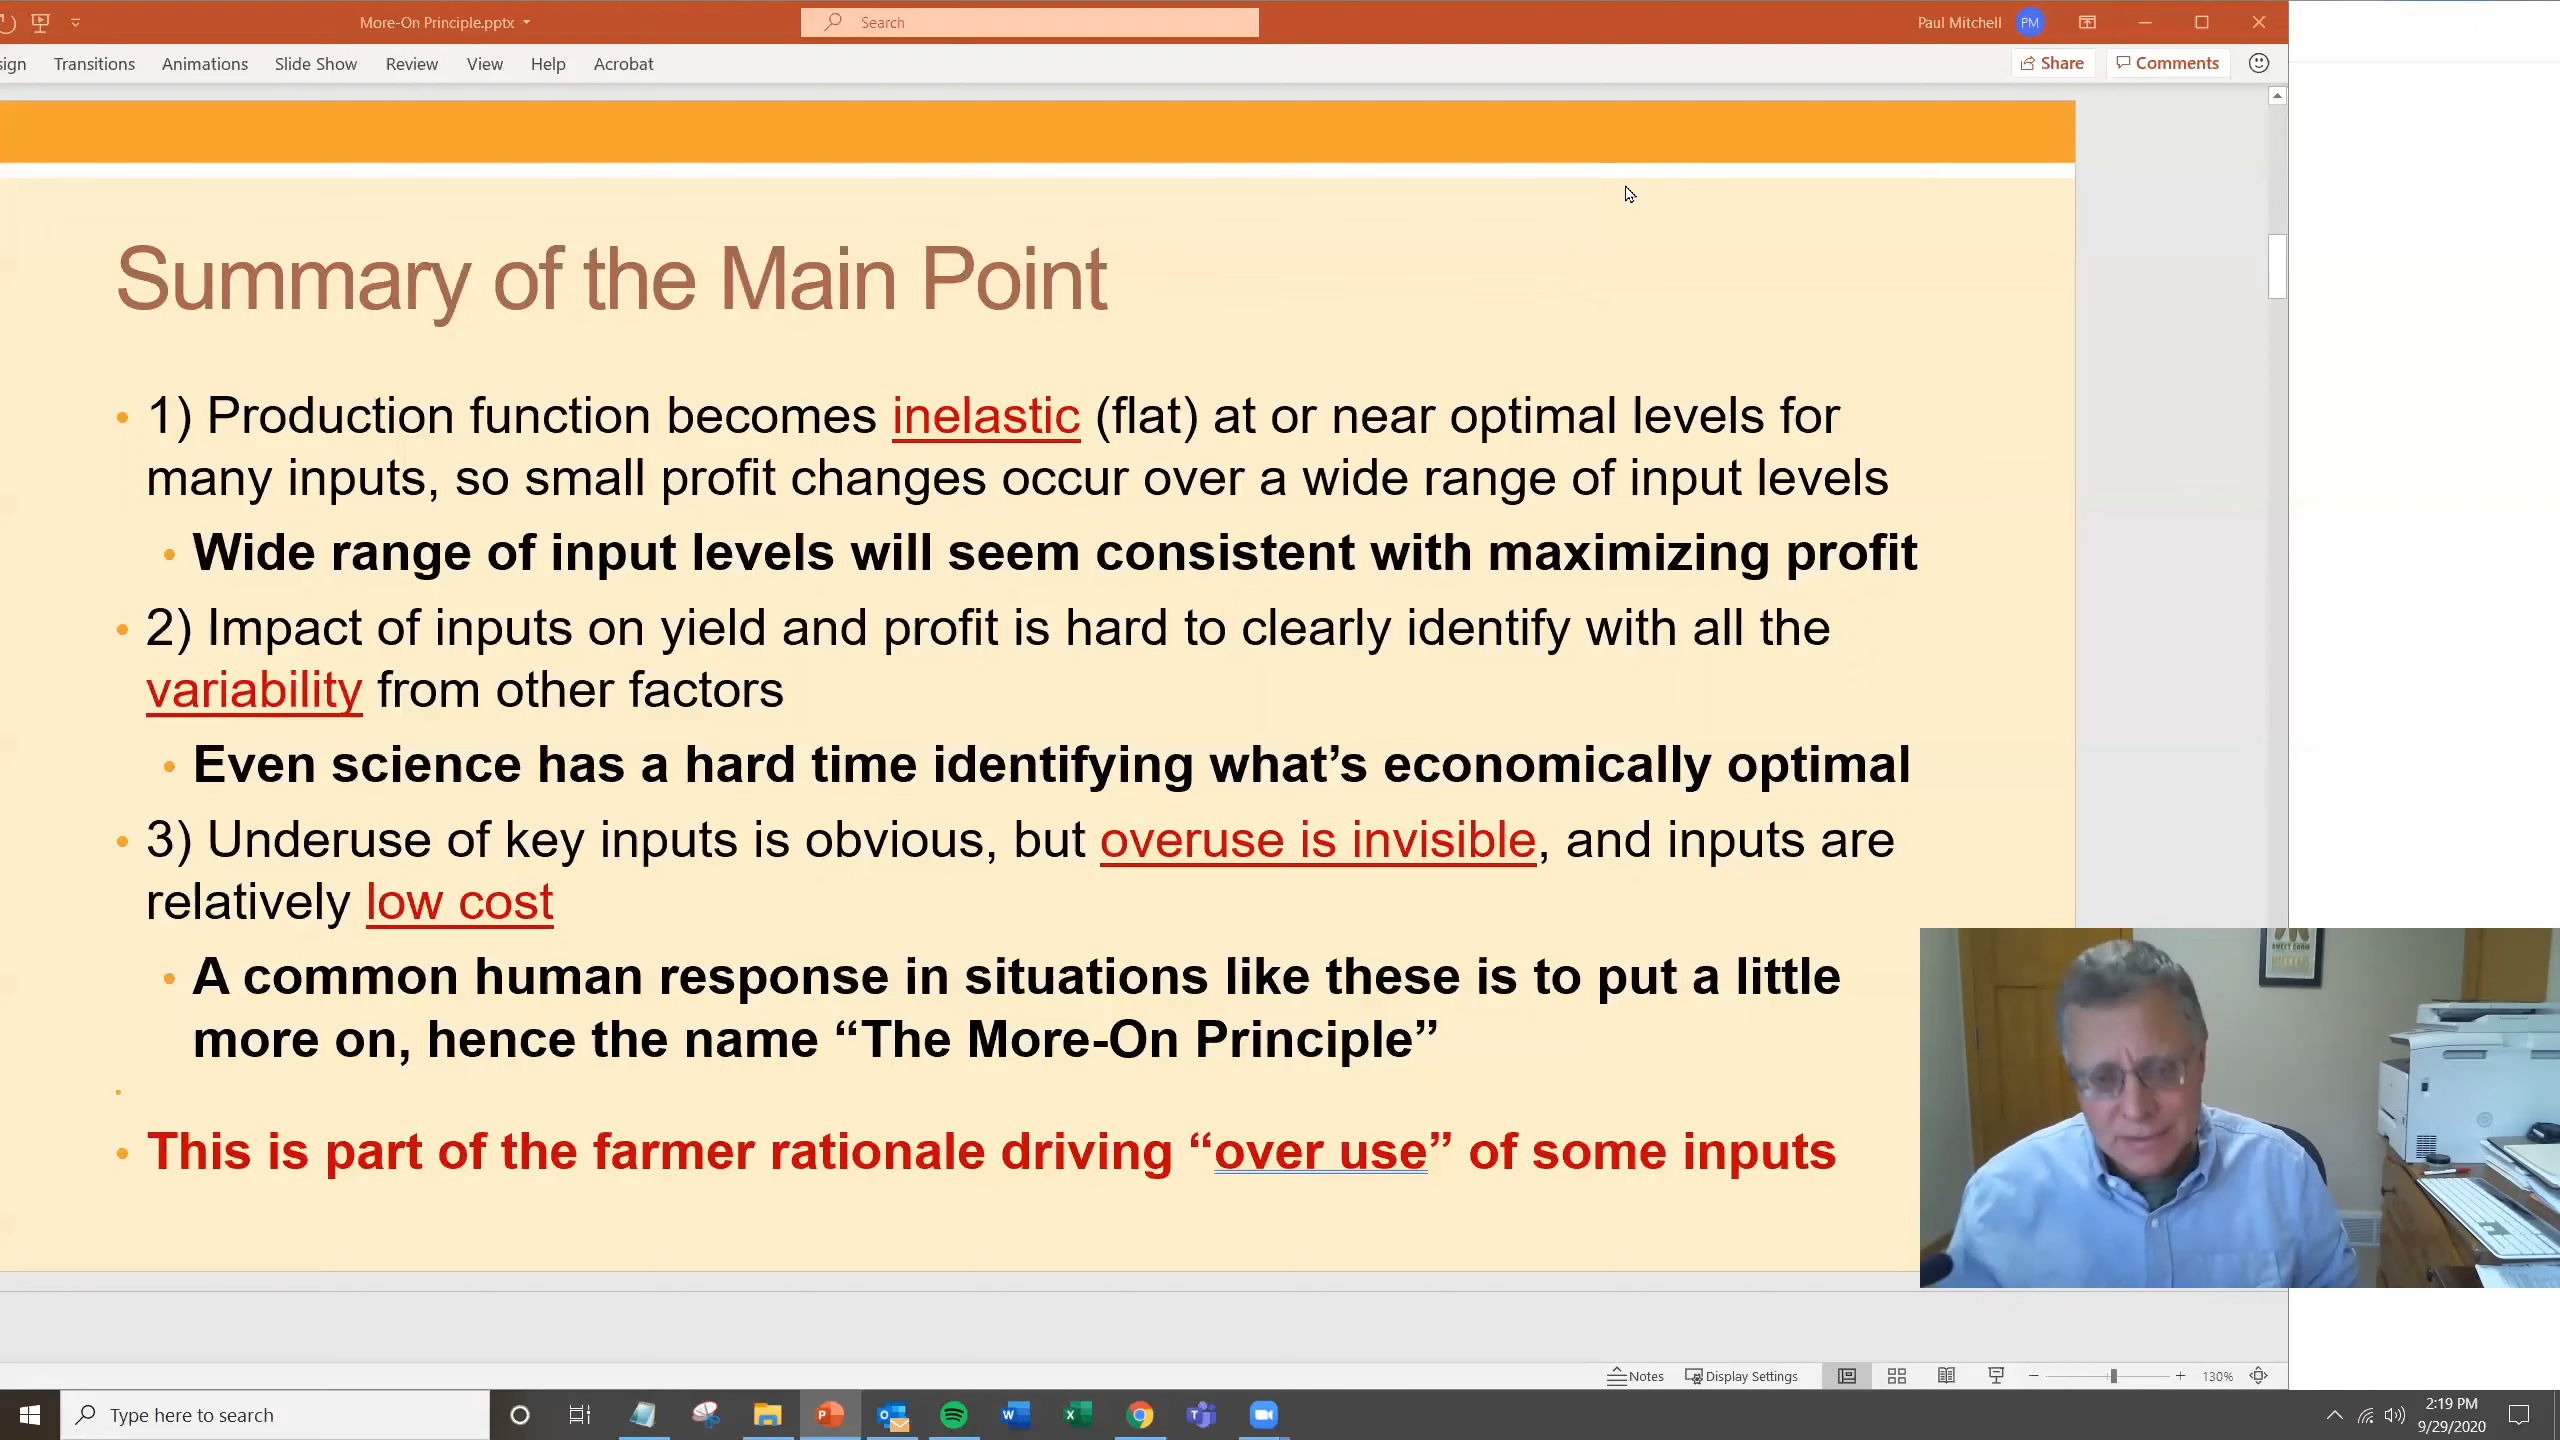 More-On Principle.pptx
Search
Paul Mitchell PM
sign Transitions Animations Slide Show Review View Help Acrobat
Share Comments
Summary of the Main Point
• 1) Production function becomes inelastic (flat) at or near optimal levels for
many inputs, so small profit changes occur over a wide range of input levels
• Wide range of input levels will seem consistent with maximizing profit
• 2) Impact of inputs on yield and profit is hard to clearly identify with all the
variability from other factors
• Even science has a hard time identifying what’s economically optimal
• 3) Underuse of key inputs is obvious, but overuse is invisible, and inputs are
relatively low cost
• A common human response in situations like these is to put a little
more on, hence the name “The More-On Principle”
• This is part of the farmer rationale driving “over use” of some inputs
SWEET CORN
Notes Display Settings 130%
Type here to search
2:19 PM
9/29/2020